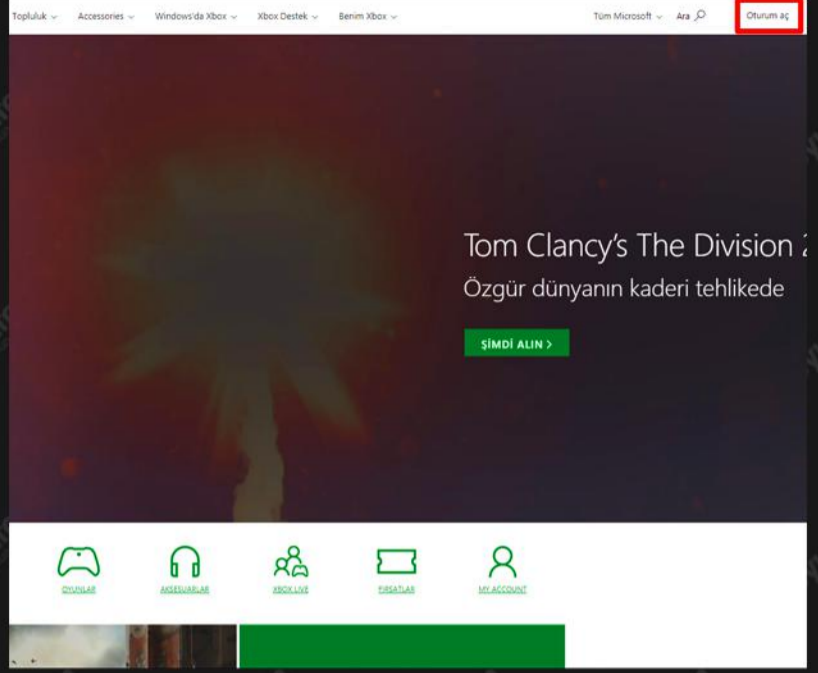 Topluluk
Accessories
Windows'da Xbox
Xbox Destek
Benim Xbox
Tüm Microsoft
Ara
Oturum aç
Tom Clancy's The Division 2
Özgür dünyanın kaderi tehlikede
ŞİMDİ ALIN >
OYUNLAR
AKSESUARLAR
XBOX LIVE
FIRSATLAR
MY ACCOUNT